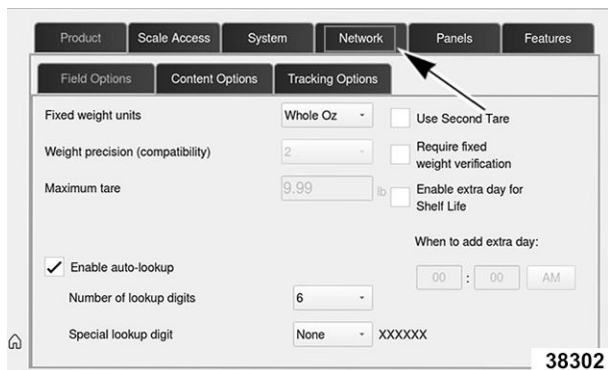 Product Scale Access System Network Panels Features
Field Options Content Options Tracking Options
Fixed weight units Whole Oz Use Second Tare
Weight precision (compatibility) 2 Require fixed
weight verification
Maximum tare 9.99 lb Enable extra day for
Shelf Life
When to add extra day:
Enable auto-lookup 00 : 00 AM
Number of lookup digits 6
Special lookup digit None XXXXXX
38302